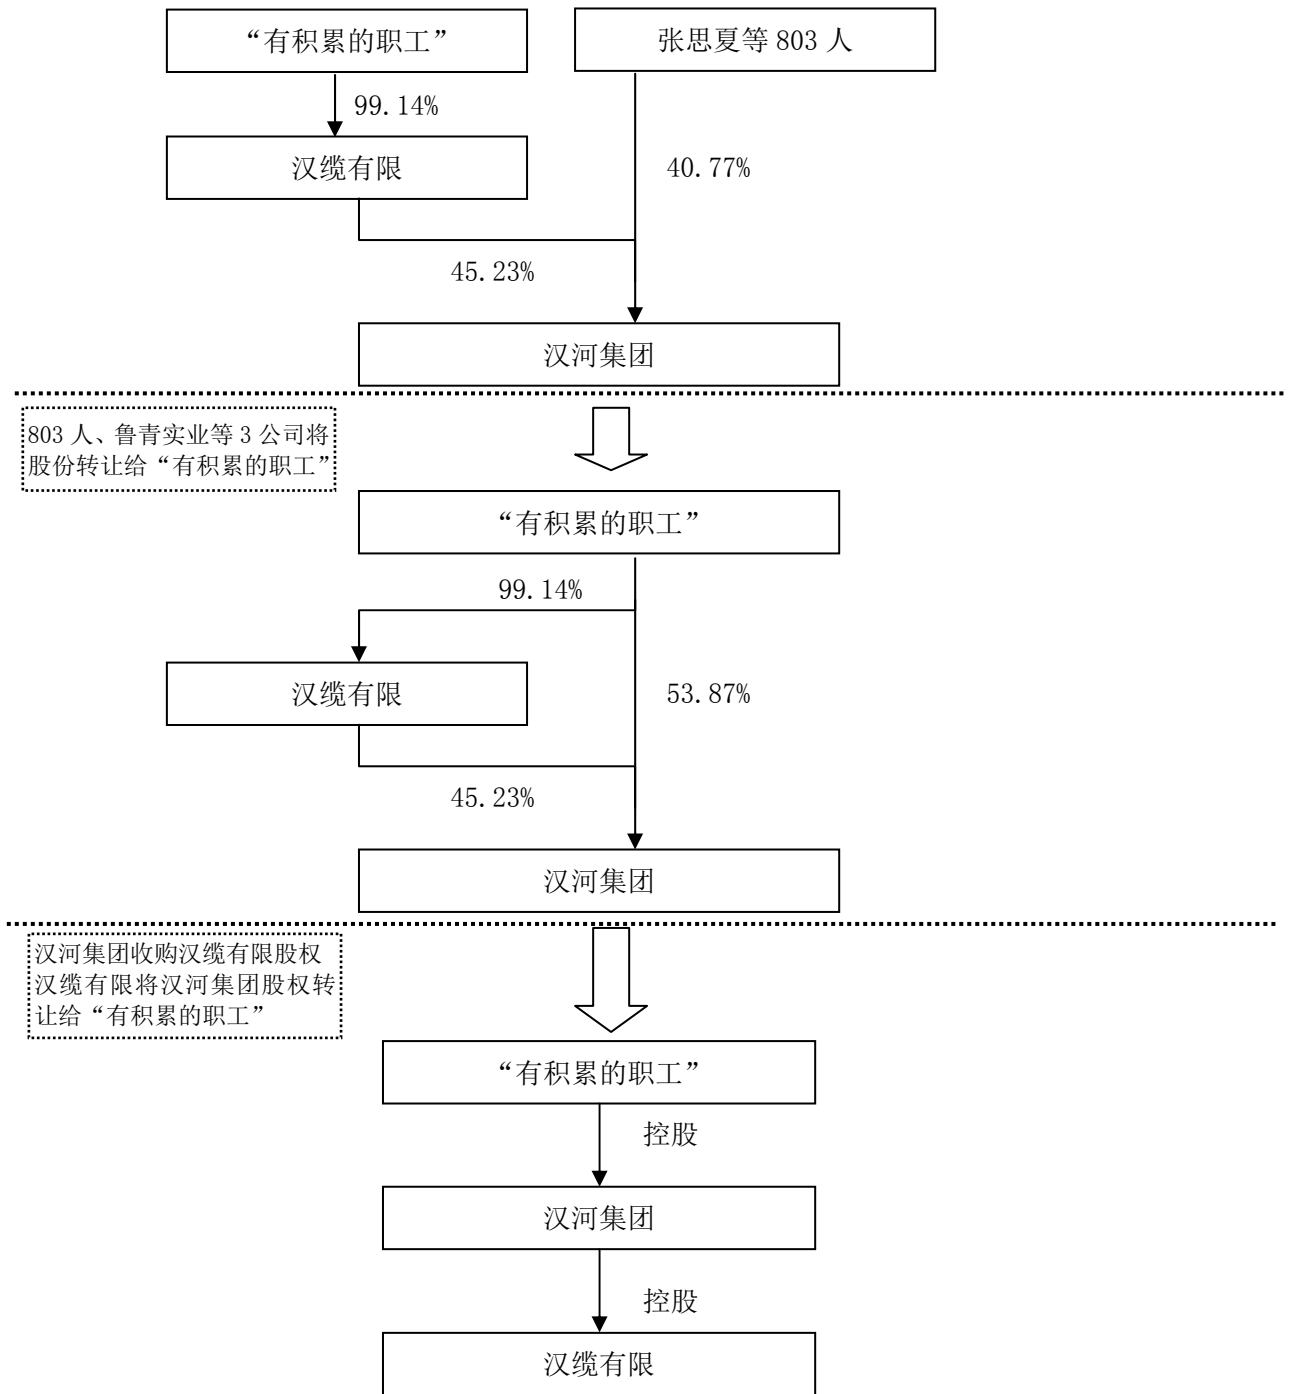 “有积累的职工”
张思夏等 803 人
99.14%
汉缆有限
40.77%
45.23%
汉河集团
803 人、鲁青实业等 3 公司将
股份转让给“有积累的职工”
“有积累的职工”
99.14%
汉缆有限
53.87%
45.23%
汉河集团
汉河集团收购汉缆有限股权
汉缆有限将汉河集团股权转
让给“有积累的职工”
“有积累的职工”
控股
汉河集团
控股
汉缆有限